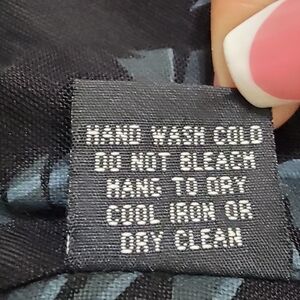 HAND WASH COLD
DO NOT BLEACH
HANG TO DRY
COOL IRON OR
DRY CLEAN